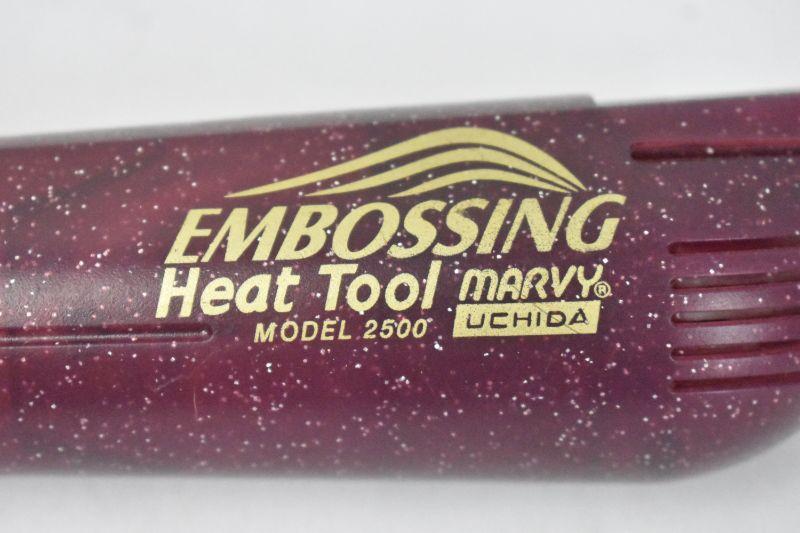 EMBOSSING
Heat Tool MARVY®
MODEL 2500 UCHIDA